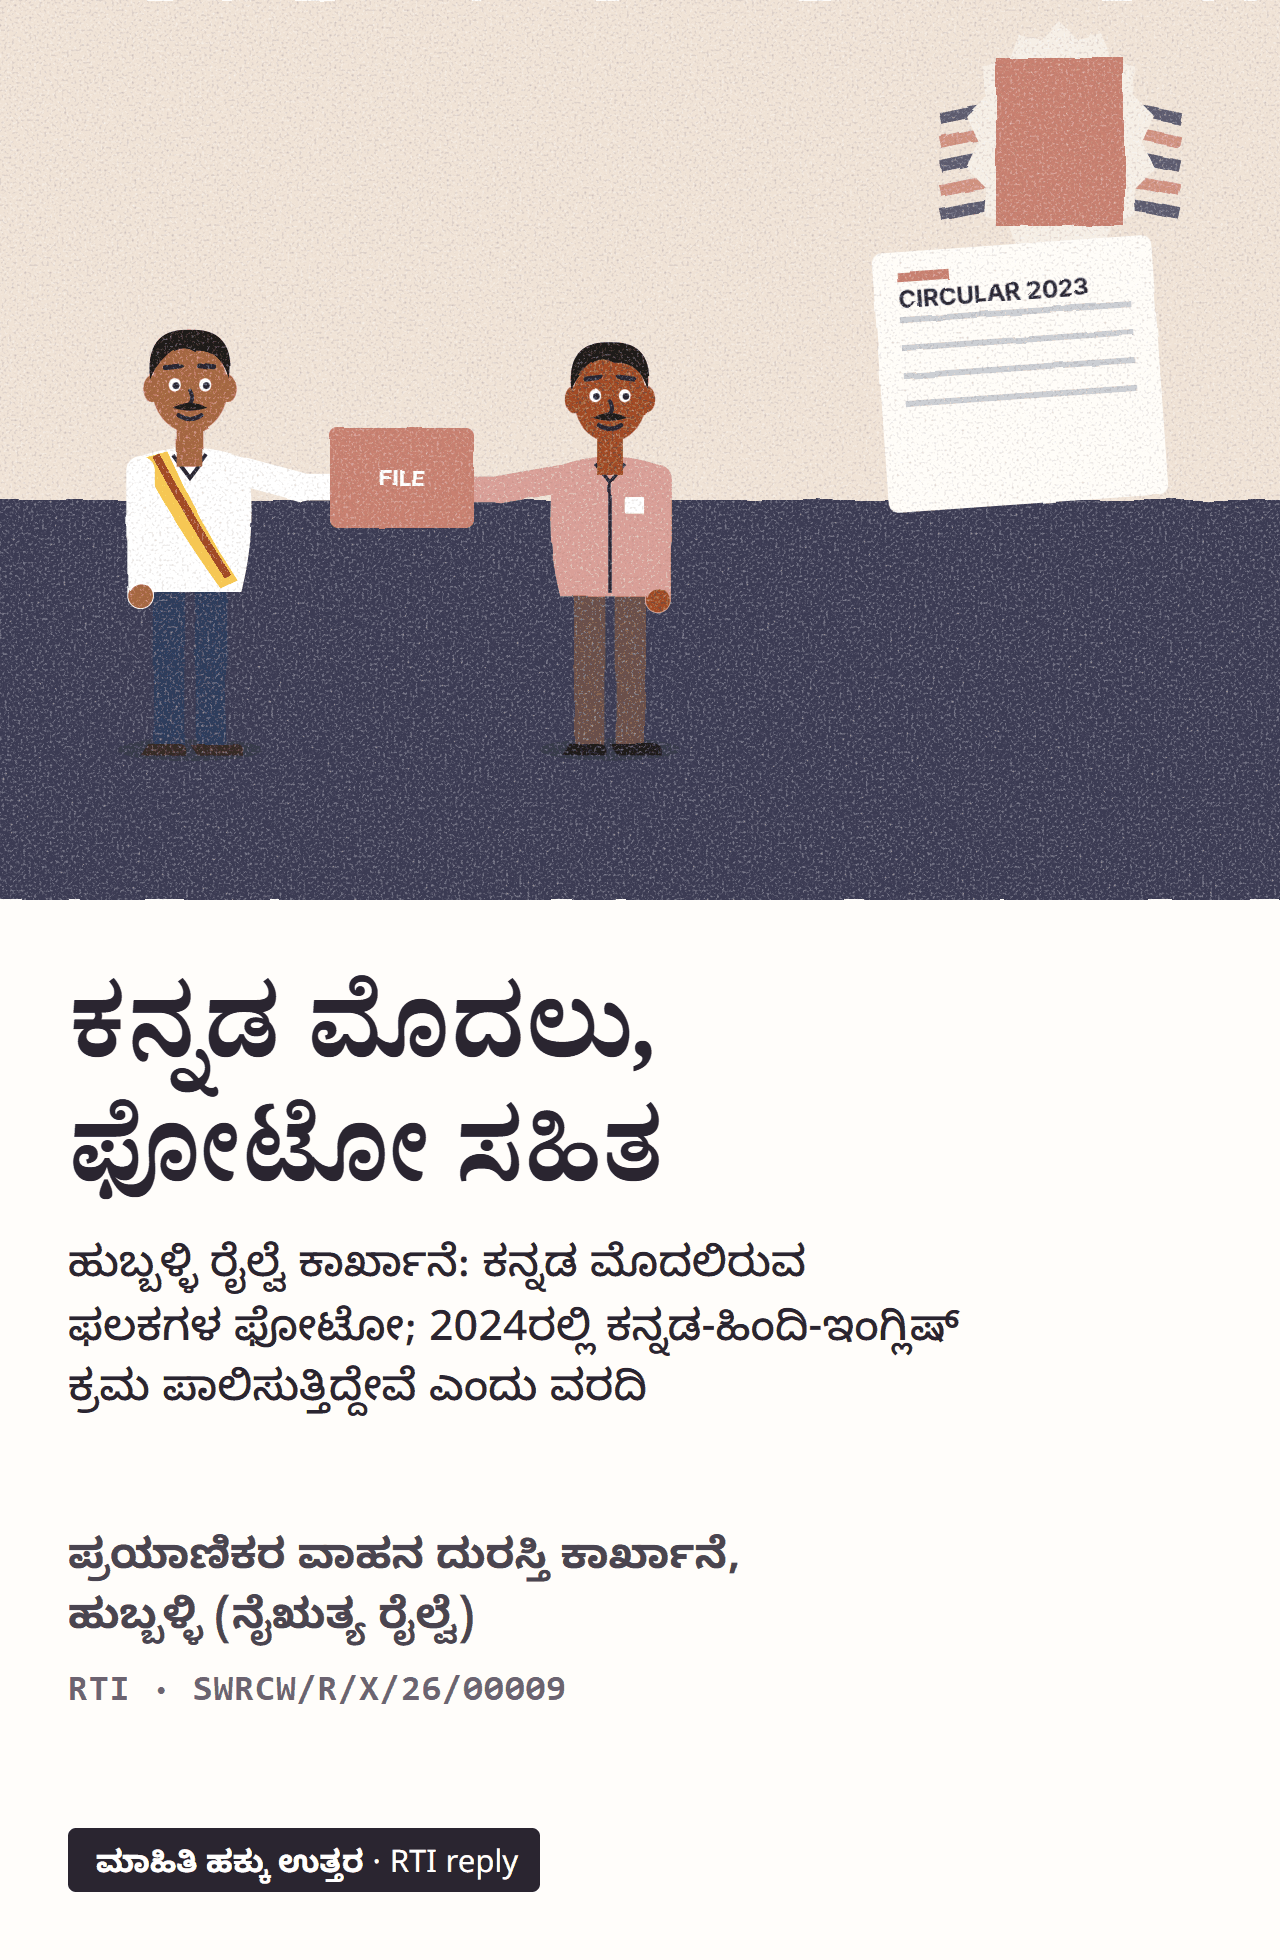 CIRCULAR 2023
FILE
ಕನ್ನಡ ಮೊದಲು,
ಫೋಟೋ ಸಹಿತ
ಹುಬ್ಬಳ್ಳಿ ರೈಲ್ವೆ ಕಾರ್ಖಾನೆ: ಕನ್ನಡ ಮೊದಲಿರುವ
ಫಲಕಗಳ ಫೋಟೋ; 2024ರಲ್ಲಿ ಕನ್ನಡ-ಹಿಂದಿ-ಇಂಗ್ಲಿಷ್
ಕ್ರಮ ಪಾಲಿಸುತ್ತಿದ್ದೇವೆ ಎಂದು ವರದಿ
ಪ್ರಯಾಣಿಕರ ವಾಹನ ದುರಸ್ತಿ ಕಾರ್ಖಾನೆ,
ಹುಬ್ಬಳ್ಳಿ (ನೈಋತ್ಯ ರೈಲ್ವೆ)
RTI · SWRCW/R/X/26/00009
ಮಾಹಿತಿ ಹಕ್ಕು ಉತ್ತರ · RTI reply